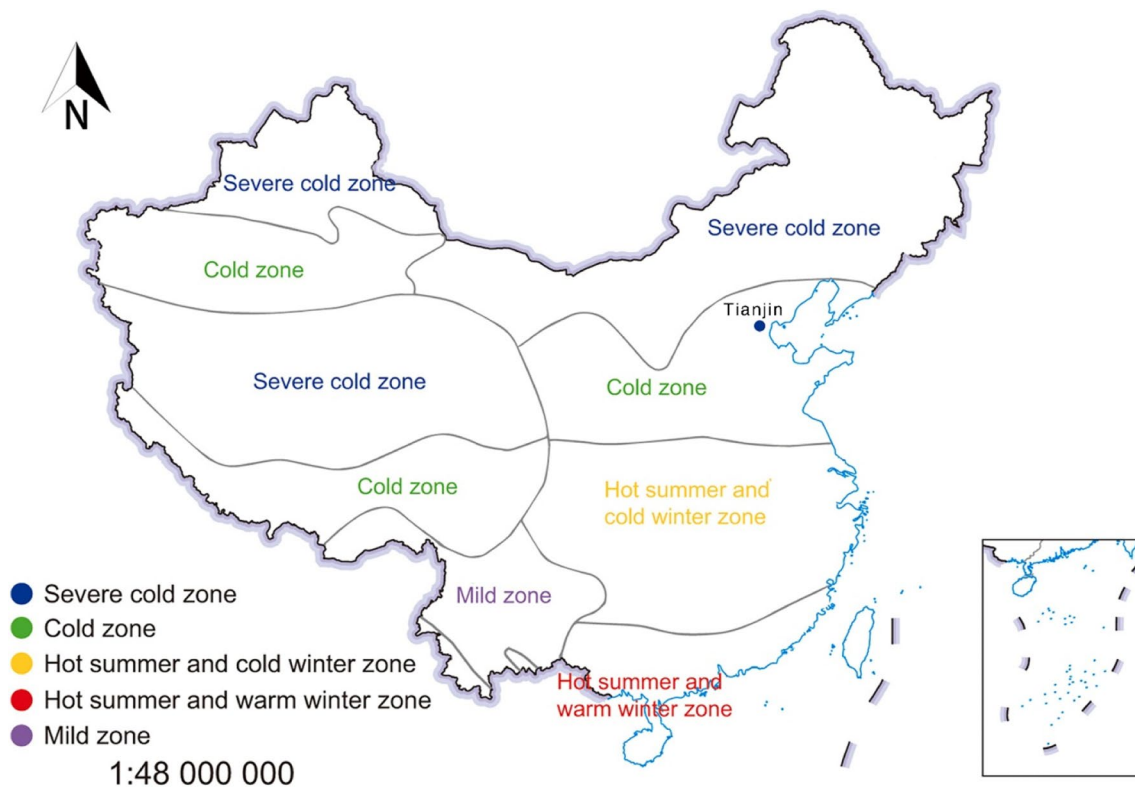 N
Severe cold zone
Severe cold zone
Cold zone
Tianjin
Severe cold zone
Cold zone
Cold zone
Hot summer and
cold winter zone
Mild zone
Hot summer and
warm winter zone
Severe cold zone
Cold zone
Hot summer and cold winter zone
Hot summer and warm winter zone
Mild zone
1:48 000 000